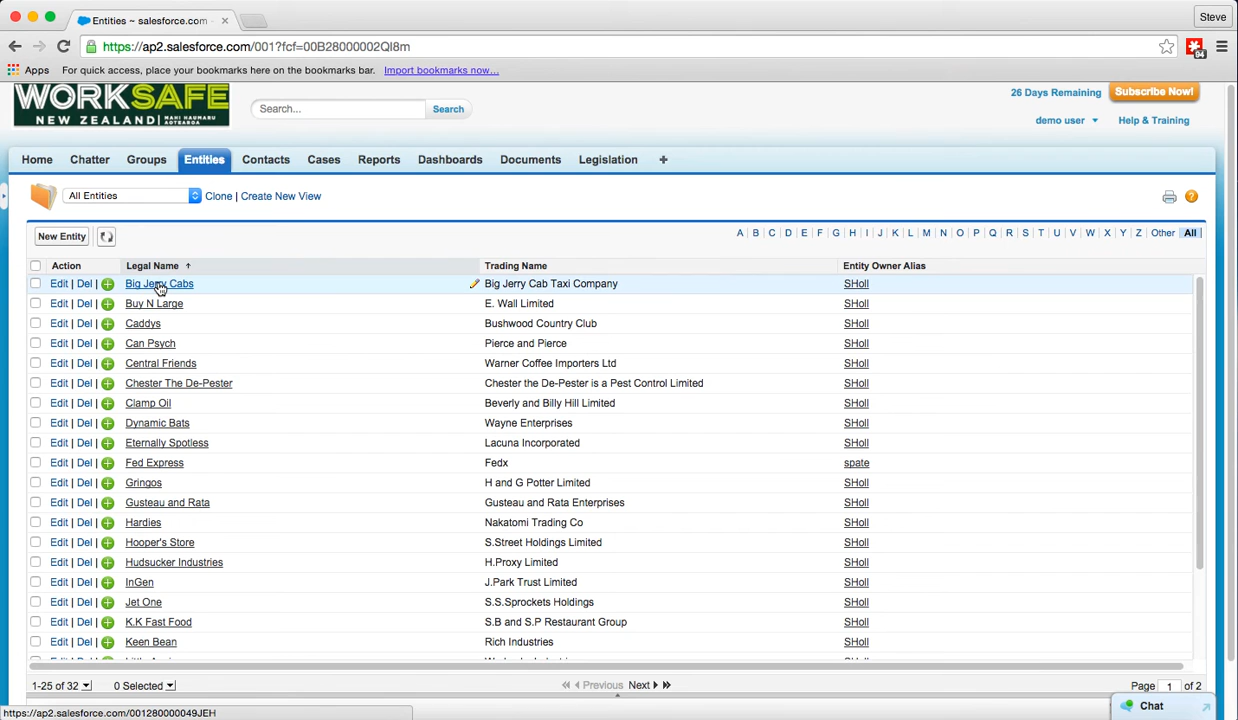 Entities ~ salesforce.com
Steve
https://ap2.salesforce.com/001?fcf=00B28000002QI8m
64
Apps For quick access, place your bookmarks here on the bookmarks bar. Import bookmarks now...
WORKSAFE
NEW ZEALAND | MAHI HAUMARU AOTEAROA
Search... Search
26 Days Remaining Subscribe Now!
demo user Help & Training
Home Chatter Groups Entities Contacts Cases Reports Dashboards Documents Legislation +
All Entities Clone | Create New View
New Entity A B C D E F G H I J K L M N O P Q R S T U V W X Y Z Other All
Action Legal Name Trading Name Entity Owner Alias
Edit | Del | Big Jerry Cabs Big Jerry Cab Taxi Company SHoll
Edit | Del | Buy N Large E. Wall Limited SHoll
Edit | Del | Caddys Bushwood Country Club SHoll
Edit | Del | Can Psych Pierce and Pierce SHoll
Edit | Del | Central Friends Warner Coffee Importers Ltd SHoll
Edit | Del | Chester The De-Pester Chester the De-Pester is a Pest Control Limited SHoll
Edit | Del | Clamp Oil Beverly and Billy Hill Limited SHoll
Edit | Del | Dynamic Bats Wayne Enterprises SHoll
Edit | Del | Eternally Spotless Lacuna Incorporated SHoll
Edit | Del | Fed Express Fedx spate
Edit | Del | Gringos H and G Potter Limited SHoll
Edit | Del | Gusteau and Rata Gusteau and Rata Enterprises SHoll
Edit | Del | Hardies Nakatomi Trading Co SHoll
Edit | Del | Hooper's Store S.Street Holdings Limited SHoll
Edit | Del | Hudsucker Industries H.Proxy Limited SHoll
Edit | Del | InGen J.Park Trust Limited SHoll
Edit | Del | Jet One S.S.Sprockets Holdings SHoll
Edit | Del | K.K Fast Food S.B and S.P Restaurant Group SHoll
Edit | Del | Keen Bean Rich Industries SHoll
1-25 of 32 0 Selected Previous Next Page 1 of 2
Chat
https://ap2.salesforce.com/001280000049JEH